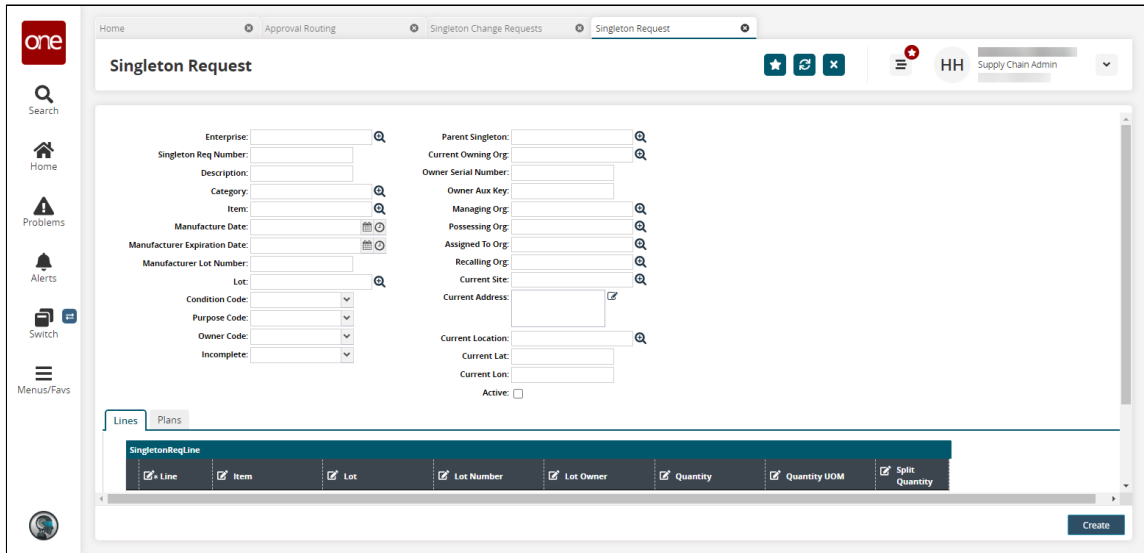 one
Search
Home
Problems
Alerts
Switch
Menus/Favs
Home
Approval Routing
Singleton Change Requests
Singleton Request
Singleton Request
HH
Supply Chain Admin
Enterprise:
Singleton Req Number:
Description:
Category:
Item:
Manufacture Date:
Manufacturer Expiration Date:
Manufacturer Lot Number:
Lot:
Condition Code:
Purpose Code:
Owner Code:
Incomplete:
Parent Singleton:
Current Owning Org:
Owner Serial Number:
Owner Aux Key:
Managing Org:
Possessing Org:
Assigned To Org:
Recalling Org:
Current Site:
Current Address:
Current Location:
Current Lat:
Current Lon:
Active:
Lines
Plans
SingletonReqLine
* Line
Item
Lot
Lot Number
Lot Owner
Quantity
Quantity UOM
Split
Quantity
Create